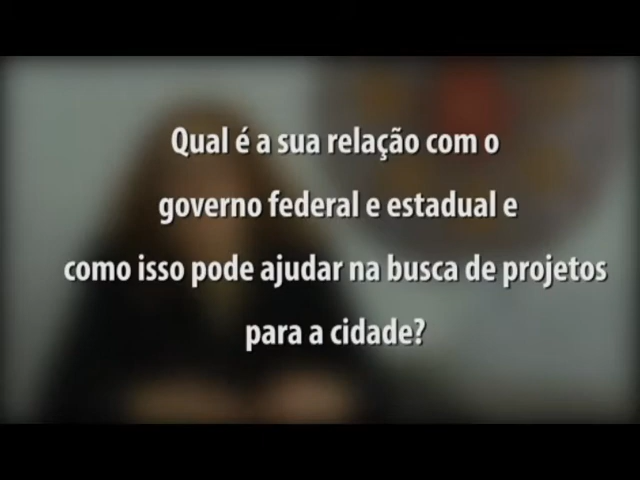 Qual é a sua relação com o
governo federal e estadual e
como isso pode ajudar na busca de projetos
para a cidade?